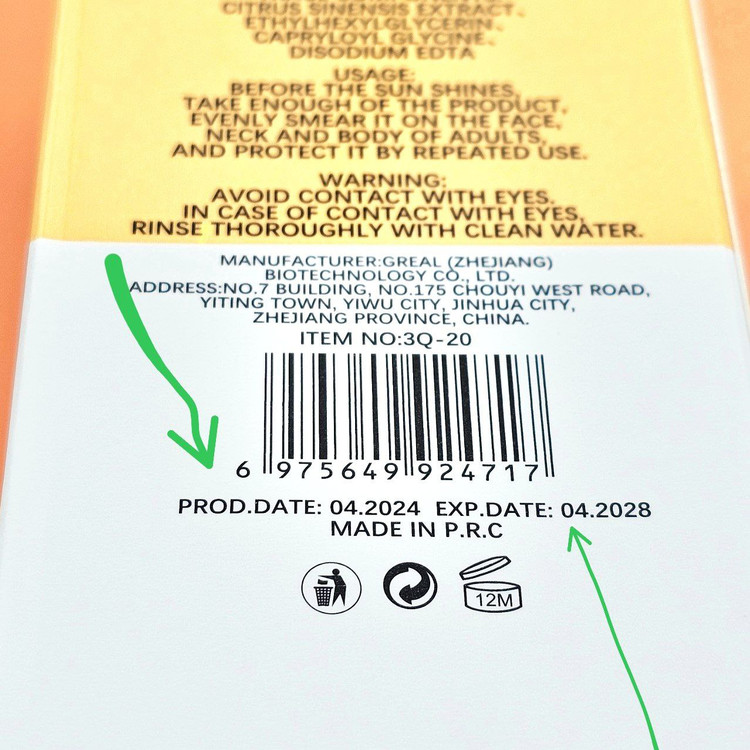 CITRUS SINENSIS EXTRACT,
ETHYLHEXYLGLYCERIN,
CAPRYLOYL GLYCINE,
DISODIUM EDTA
USAGE:
BEFORE THE SUN SHINES,
TAKE ENOUGH OF THE PRODUCT,
EVENLY SMEAR IT ON THE FACE,
NECK AND BODY OF ADULTS,
AND PROTECT IT BY REPEATED USE.
WARNING:
AVOID CONTACT WITH EYES.
IN CASE OF CONTACT WITH EYES,
RINSE THOROUGHLY WITH CLEAN WATER.
MANUFACTURER:GREAL (ZHEJIANG)
BIOTECHNOLOGY CO., LTD.
ADDRESS:NO.7 BUILDING, NO.175 CHOUYI WEST ROAD,
YITING TOWN, YIWU CITY, JINHUA CITY,
ZHEJIANG PROVINCE, CHINA.
ITEM NO:3Q-20
6 975649 924717
PROD.DATE: 04.2024 EXP.DATE: 04.2028
MADE IN P.R.C
12M